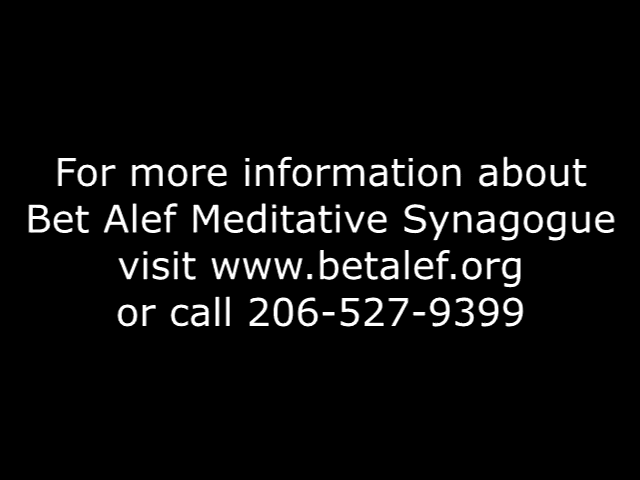 For more information about
Bet Alef Meditative Synagogue
visit www.betalef.org
or call 206-527-9399